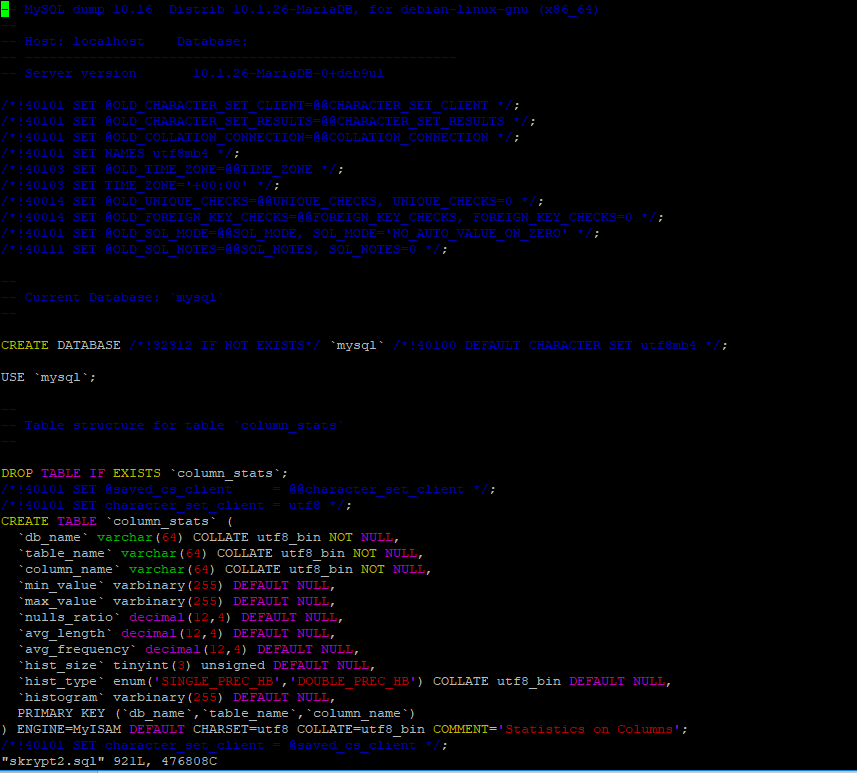 -- MySQL dump 10.16  Distrib 10.1.26-MariaDB, for debian-linux-gnu (x86_64)
--
-- Host: localhost    Database:
-- ------------------------------------------------------
-- Server version       10.1.26-MariaDB-0+deb9u1
/*!40101 SET @OLD_CHARACTER_SET_CLIENT=@@CHARACTER_SET_CLIENT */;
/*!40101 SET @OLD_CHARACTER_SET_RESULTS=@@CHARACTER_SET_RESULTS */;
/*!40101 SET @OLD_COLLATION_CONNECTION=@@COLLATION_CONNECTION */;
/*!40101 SET NAMES utf8mb4 */;
/*!40103 SET @OLD_TIME_ZONE=@@TIME_ZONE */;
/*!40103 SET TIME_ZONE='+00:00' */;
/*!40014 SET @OLD_UNIQUE_CHECKS=@@UNIQUE_CHECKS, UNIQUE_CHECKS=0 */;
/*!40014 SET @OLD_FOREIGN_KEY_CHECKS=@@FOREIGN_KEY_CHECKS, FOREIGN_KEY_CHECKS=0 */;
/*!40101 SET @OLD_SQL_MODE=@@SQL_MODE, SQL_MODE='NO_AUTO_VALUE_ON_ZERO' */;
/*!40111 SET @OLD_SQL_NOTES=@@SQL_NOTES, SQL_NOTES=0 */;
--
-- Current Database: `mysql`
--
CREATE DATABASE /*!32312 IF NOT EXISTS*/ `mysql` /*!40100 DEFAULT CHARACTER SET utf8mb4 */;
USE `mysql`;
--
-- Table structure for table `column_stats`
--
DROP TABLE IF EXISTS `column_stats`;
/*!40101 SET @saved_cs_client     = @@character_set_client */;
/*!40101 SET character_set_client = utf8 */;
CREATE TABLE `column_stats` (
  `db_name` varchar(64) COLLATE utf8_bin NOT NULL,
  `table_name` varchar(64) COLLATE utf8_bin NOT NULL,
  `column_name` varchar(64) COLLATE utf8_bin NOT NULL,
  `min_value` varbinary(255) DEFAULT NULL,
  `max_value` varbinary(255) DEFAULT NULL,
  `nulls_ratio` decimal(12,4) DEFAULT NULL,
  `avg_length` decimal(12,4) DEFAULT NULL,
  `avg_frequency` decimal(12,4) DEFAULT NULL,
  `hist_size` tinyint(3) unsigned DEFAULT NULL,
  `hist_type` enum('SINGLE_PREC_HB','DOUBLE_PREC_HB') COLLATE utf8_bin DEFAULT NULL,
  `histogram` varbinary(255) DEFAULT NULL,
  PRIMARY KEY (`db_name`,`table_name`,`column_name`)
) ENGINE=MyISAM DEFAULT CHARSET=utf8 COLLATE=utf8_bin COMMENT='Statistics on Columns';
/*!40101 SET character_set_client = @saved_cs_client */;
"skrypt2.sql" 921L, 476808C